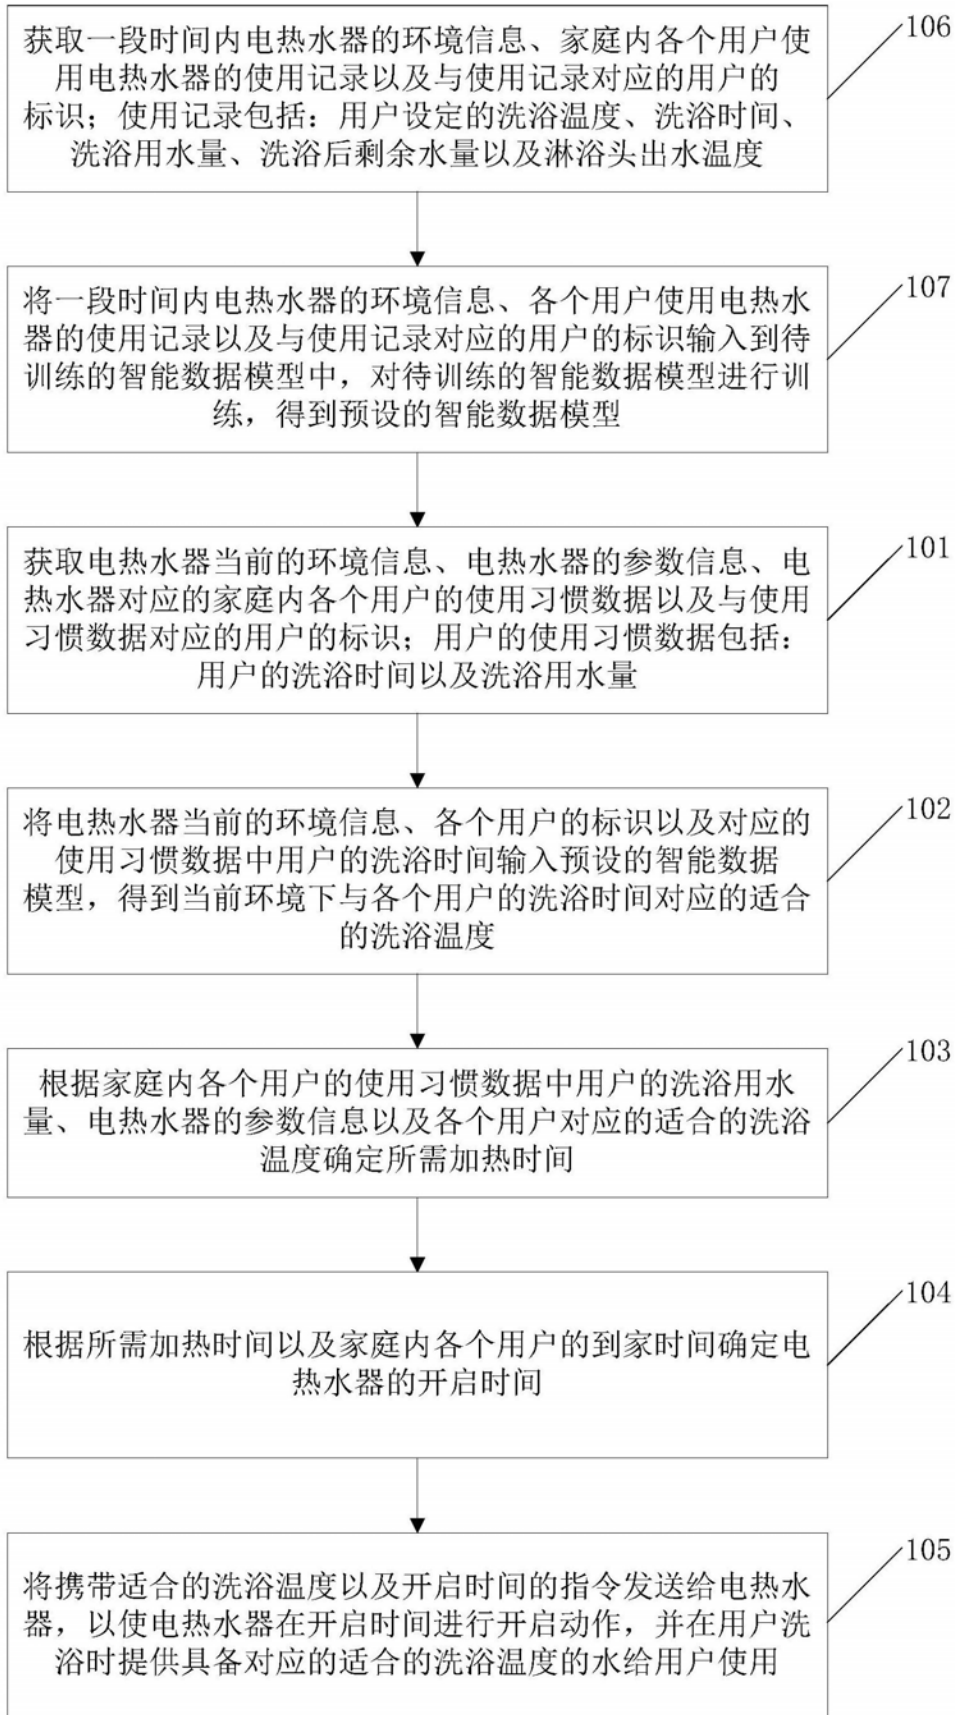 获取一段时间内电热水器的环境信息、家庭内各个用户使
用电热水器的使用记录以及与使用记录对应的用户的
标识；使用记录包括：用户设定的洗浴温度、洗浴时间、
洗浴用水量、洗浴后剩余水量以及淋浴头出水温度
106
将一段时间内电热水器的环境信息、各个用户使用电热水
器的使用记录以及与使用记录对应的用户的标识输入到待
训练的智能数据模型中，对待训练的智能数据模型进行训
练，得到预设的智能数据模型
107
获取电热水器当前的环境信息、电热水器的参数信息、电
热水器对应的家庭内各个用户的使用习惯数据以及与使用
习惯数据对应的用户的标识；用户的使用习惯数据包括：
用户的洗浴时间以及洗浴用水量
101
将电热水器当前的环境信息、各个用户的标识以及对应的
使用习惯数据中用户的洗浴时间输入预设的智能数据
模型，得到当前环境下与各个用户的洗浴时间对应的适合
的洗浴温度
102
根据家庭内各个用户的使用习惯数据中用户的洗浴用水
量、电热水器的参数信息以及各个用户对应的适合的洗浴
温度确定所需加热时间
103
根据所需加热时间以及家庭内各个用户的到家时间确定电
热水器的开启时间
104
将携带适合的洗浴温度以及开启时间的指令发送给电热水
器，以使电热水器在开启时间进行开启动作，并在用户洗
浴时提供具备对应的适合的洗浴温度的水给用户使用
105